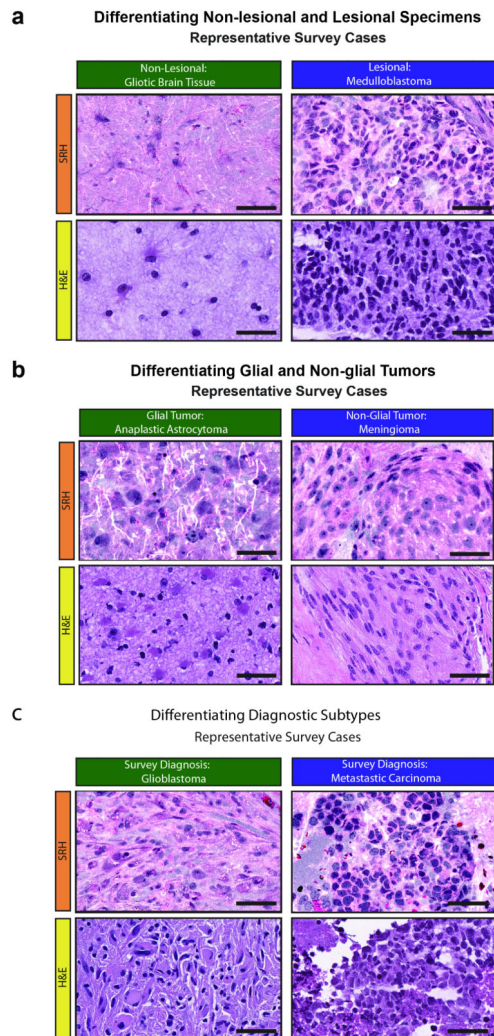 a
Differentiating Non-lesional and Lesional Specimens
Representative Survey Cases
Non-Lesional:
Gliotic Brain Tissue
Lesional:
Medulloblastoma
SRH
H&E
b
Differentiating Glial and Non-glial Tumors
Representative Survey Cases
Glial Tumor:
Anaplastic Astrocytoma
Non-Glial Tumor:
Meningioma
SRH
H&E
c
Differentiating Diagnostic Subtypes
Representative Survey Cases
Survey Diagnosis:
Glioblastoma
Survey Diagnosis:
Metastastic Carcinoma
SRH
H&E